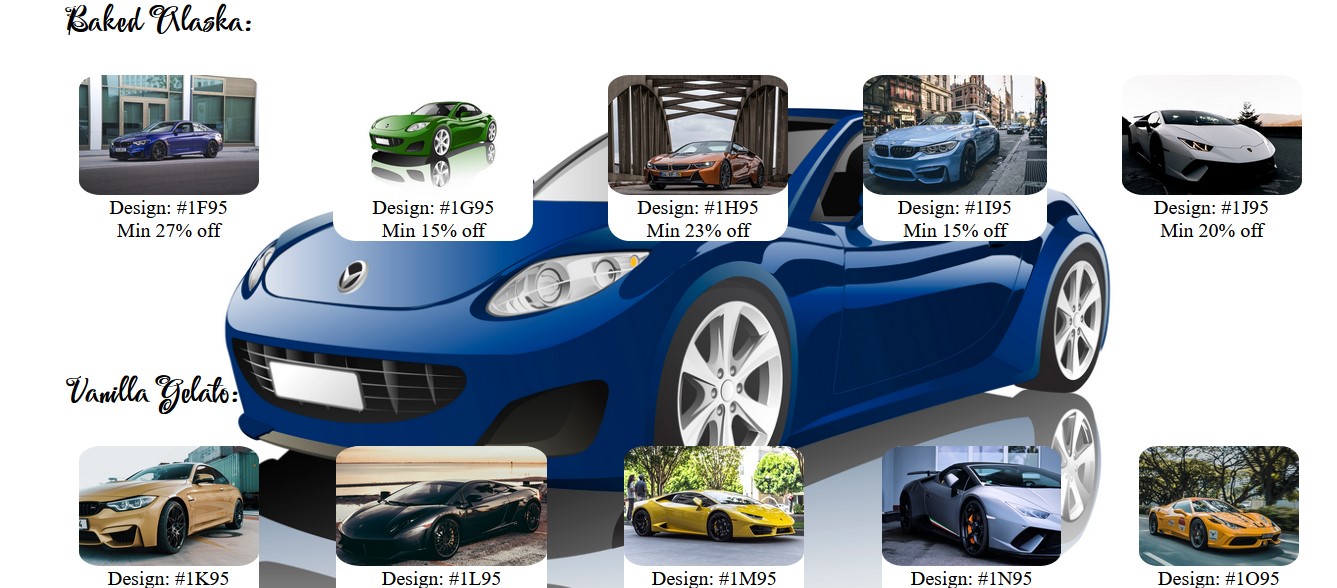 Baked Alaska:
Design: #1F95
Min 27% off
Design: #1G95
Min 15% off
Design: #1H95
Min 23% off
Design: #1I95
Min 15% off
Design: #1J95
Min 20% off
Vanilla Gelato:
Design: #1K95
Design: #1L95
Design: #1M95
Design: #1N95
Design: #1O95